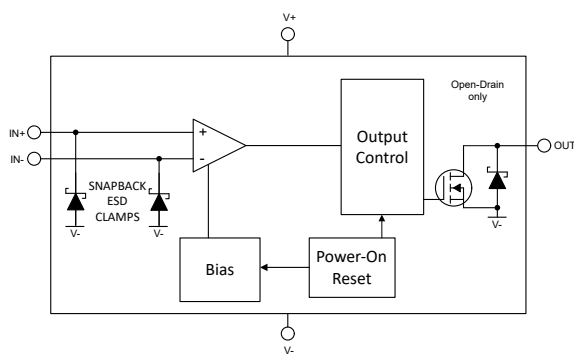 V+
Open-Drain
only
IN+
IN-
+
-
Output
Control
OUT
SNAPBACK
ESD
CLAMPS
V-
V-
V-
Bias
Power-On
Reset
V-